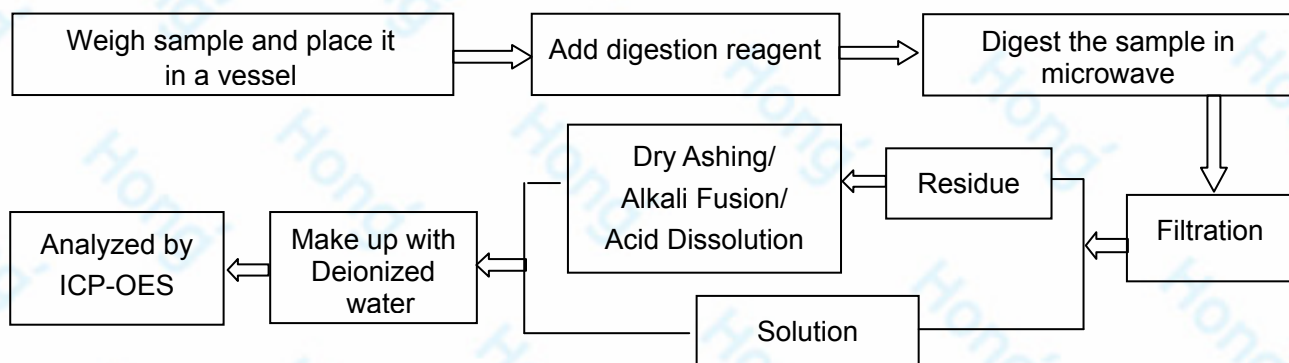 Weigh sample and place it
in a vessel
Add digestion reagent
Digest the sample in
microwave
Filtration
Residue
Dry Ashing/
Alkali Fusion/
Acid Dissolution
Solution
Make up with
Deionized
water
Analyzed by
ICP-OES